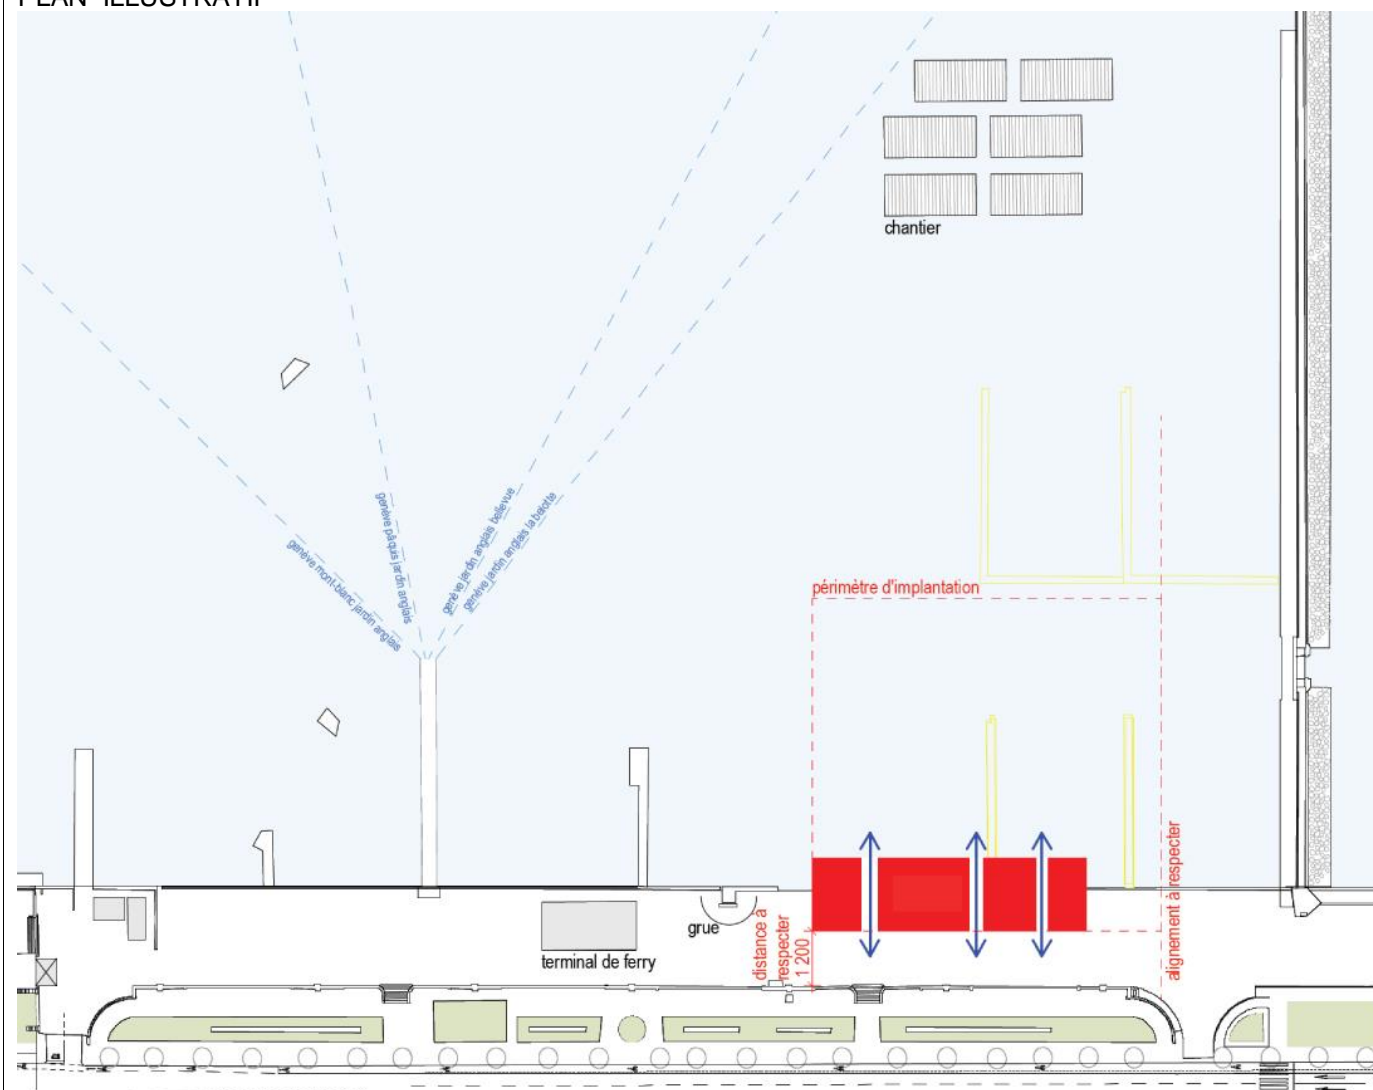 PLAN ILLUSTRATIF
chantier
genève mont-blanc jardin anglais
genève pâquis jardin anglais
genève jardin anglais bellevue
genève jardin anglais la belotte
périmètre d'implantation
alignement à respecter
grue
distance à
respecter
1 200
terminal de ferry